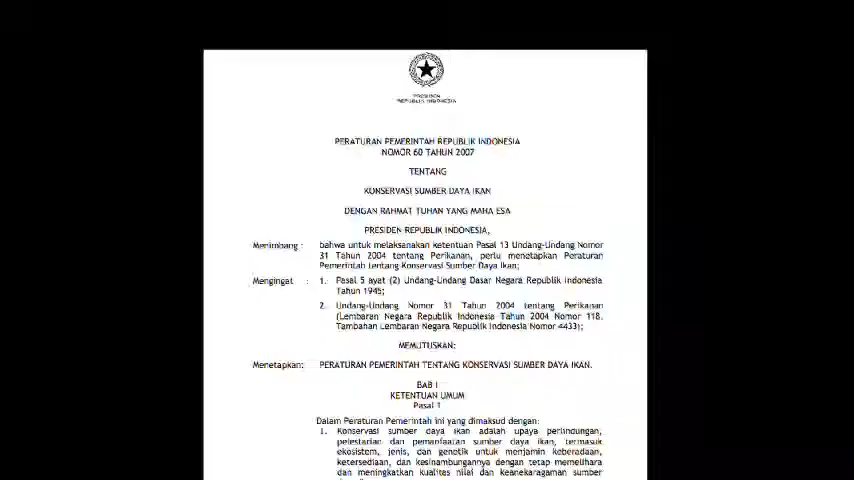 PRESIDEN
REPUBLIK INDONESIA
PERATURAN PEMERINTAH REPUBLIK INDONESIA
NOMOR 60 TAHUN 2007
TENTANG
KONSERVASI SUMBER DAYA IKAN
DENGAN RAHMAT TUHAN YANG MAHA ESA
PRESIDEN REPUBLIK INDONESIA,
Menimbang : bahwa untuk melaksanakan ketentuan Pasal 13 Undang-Undang Nomor
31 Tahun 2004 tentang Perikanan, perlu menetapkan Peraturan
Pemerintah tentang Konservasi Sumber Daya Ikan;
Mengingat : 1. Pasal 5 ayat (2) Undang-Undang Dasar Negara Republik Indonesia
Tahun 1945;
2. Undang-Undang Nomor 31 Tahun 2004 tentang Perikanan
(Lembaran Negara Republik Indonesia Tahun 2004 Nomor 118,
Tambahan Lembaran Negara Republik Indonesia Nomor 4433);
MEMUTUSKAN:
Menetapkan: PERATURAN PEMERINTAH TENTANG KONSERVASI SUMBER DAYA IKAN.
BAB I
KETENTUAN UMUM
Pasal 1
Dalam Peraturan Pemerintah ini yang dimaksud dengan:
1. Konservasi sumber daya ikan adalah upaya perlindungan,
pelestarian dan pemanfaatan sumber daya ikan, termasuk
ekosistem, jenis, dan genetik untuk menjamin keberadaan,
ketersediaan, dan kesinambungannya dengan tetap memelihara
dan meningkatkan kualitas nilai dan keanekaragaman sumber